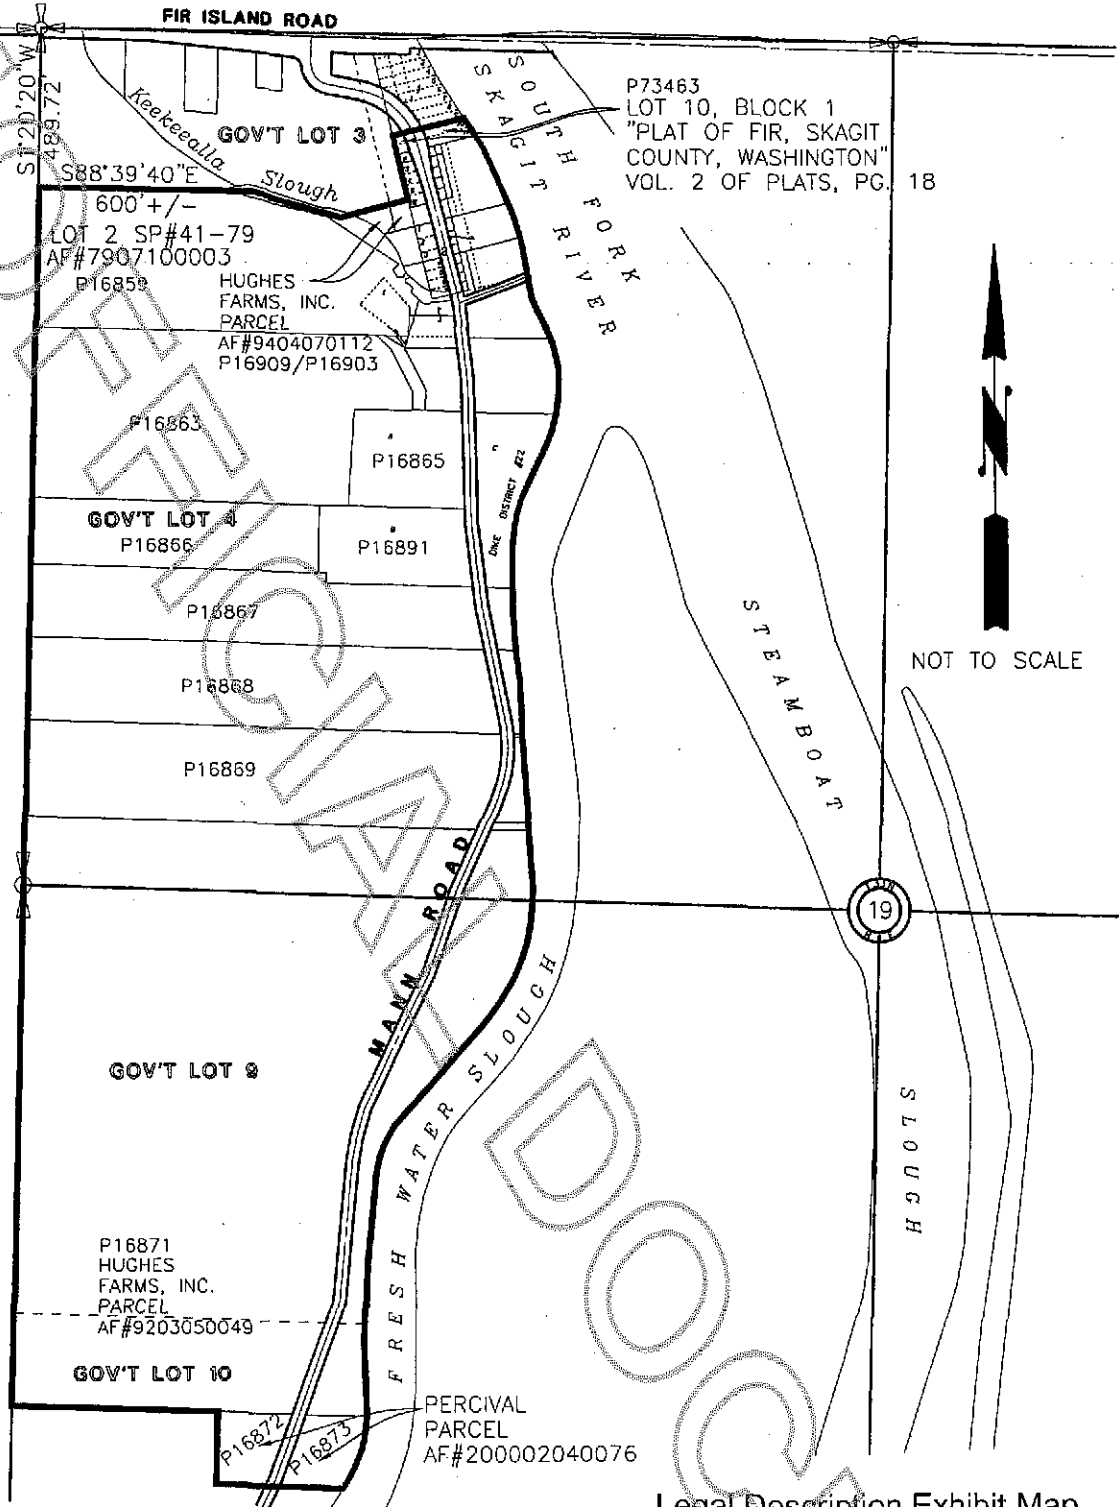 FIR ISLAND ROAD
S1°20'20"W
489.72'
Keekeealla
Slough
GOV'T LOT 3
SOUTH FORK
SKAGIT RIVER
P73463
LOT 10, BLOCK 1
"PLAT OF FIR, SKAGIT
COUNTY, WASHINGTON"
VOL. 2 OF PLATS, PG. 18
S88°39'40"E
600'+/-
LOT 2 SP#41-79
AF#7907100003
P16859
HUGHES
FARMS, INC.
PARCEL
AF#9404070112
P16909/P16903
P16863
P16865
DIKE DISTRICT #22
GOV'T LOT 4
P16866
P16891
P16867
P16868
P16869
NOT TO SCALE
N
STEAMBOAT
SLOUGH
19
MANN ROAD
FRESH WATER SLOUGH
GOV'T LOT 9
P16871
HUGHES
FARMS, INC.
PARCEL
AF#9203050049
GOV'T LOT 10
P16872
P16873
PERCIVAL
PARCEL
AF#200002040076
Legal Description Exhibit Map